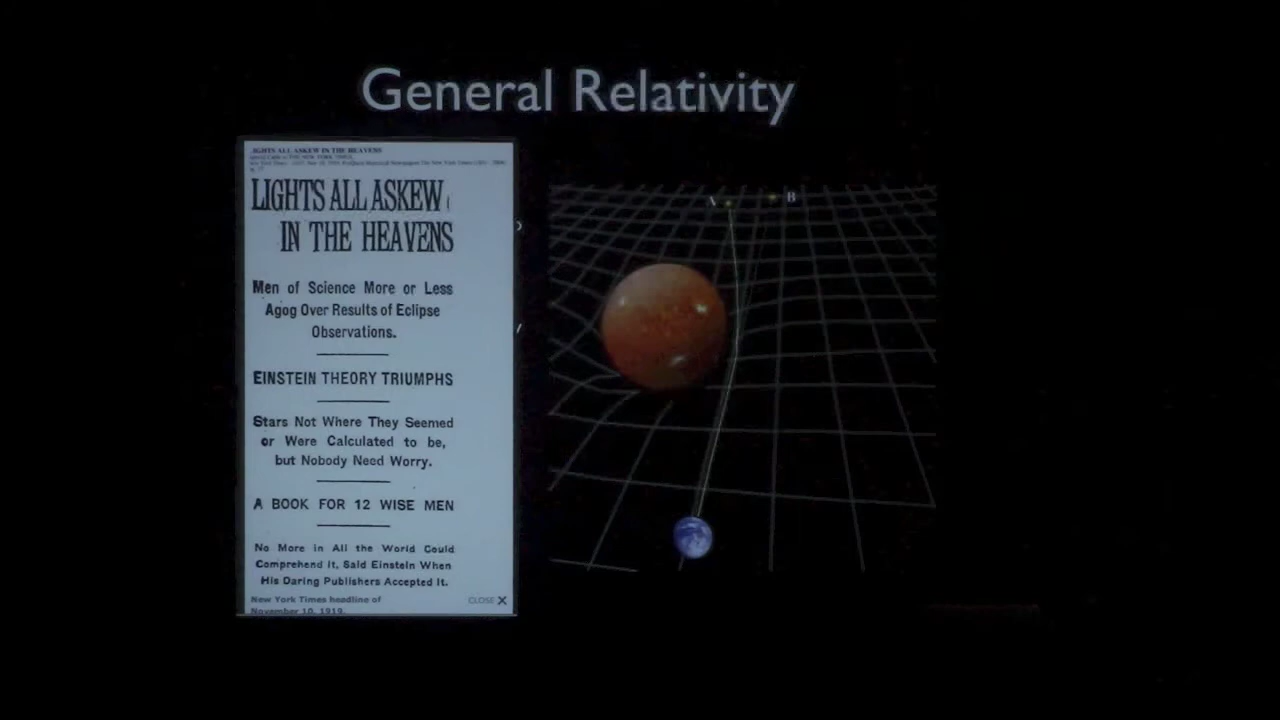 General Relativity
LIGHTS ALL ASKEW IN THE HEAVENS
LIGHTS ALL ASKEW
IN THE HEAVENS
Men of Science More or Less
Agog Over Results of Eclipse
Observations.
EINSTEIN THEORY TRIUMPHS
Stars Not Where They Seemed
or Were Calculated to be,
but Nobody Need Worry.
A BOOK FOR 12 WISE MEN
No More in All the World Could
Comprehend It, Said Einstein When
His Daring Publishers Accepted It.
New York Times headline of
November 10, 1919.
CLOSE X
A B